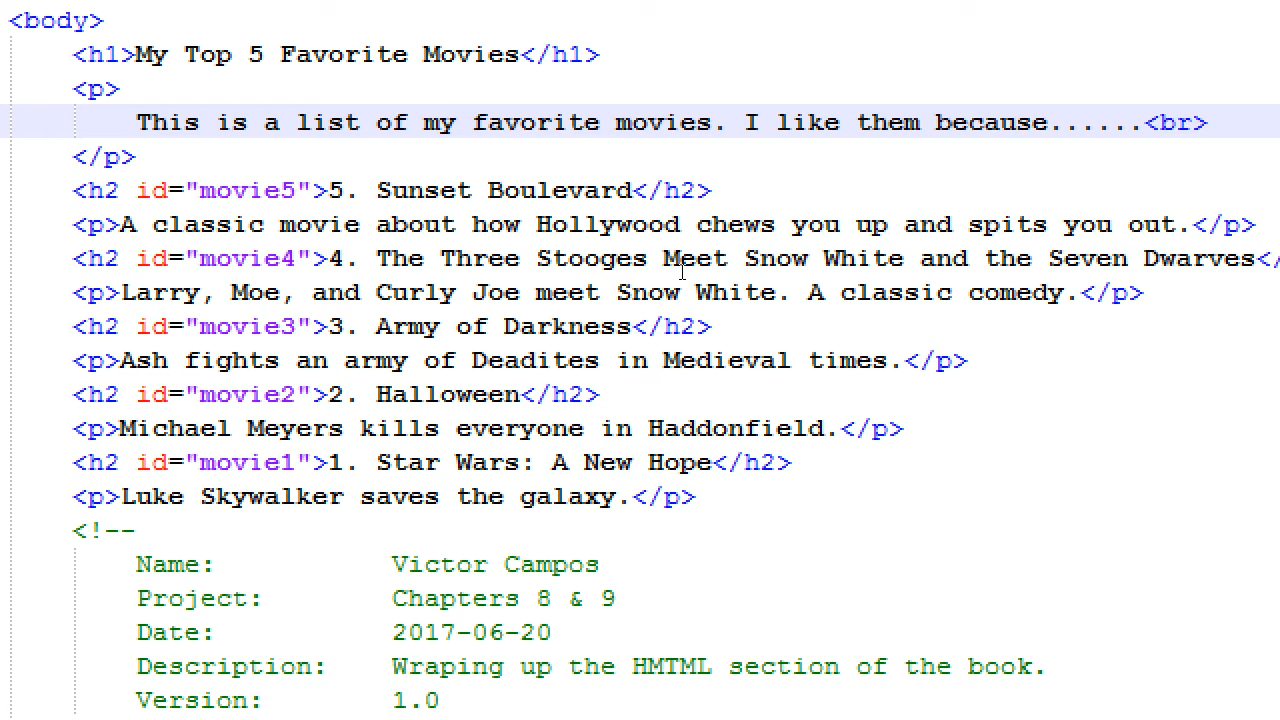 <body>
<h1>My Top 5 Favorite Movies</h1>
<p>
This is a list of my favorite movies. I like them because......<br>
</p>
<h2 id="movie5">5. Sunset Boulevard</h2>
<p>A classic movie about how Hollywood chews you up and spits you out.</p>
<h2 id="movie4">4. The Three Stooges Meet Snow White and the Seven Dwarves</
<p>Larry, Moe, and Curly Joe meet Snow White. A classic comedy.</p>
<h2 id="movie3">3. Army of Darkness</h2>
<p>Ash fights an army of Deadites in Medieval times.</p>
<h2 id="movie2">2. Halloween</h2>
<p>Michael Meyers kills everyone in Haddonfield.</p>
<h2 id="movie1">1. Star Wars: A New Hope</h2>
<p>Luke Skywalker saves the galaxy.</p>
<!--
Name: Victor Campos
Project: Chapters 8 & 9
Date: 2017-06-20
Description: Wraping up the HMTML section of the book.
Version: 1.0